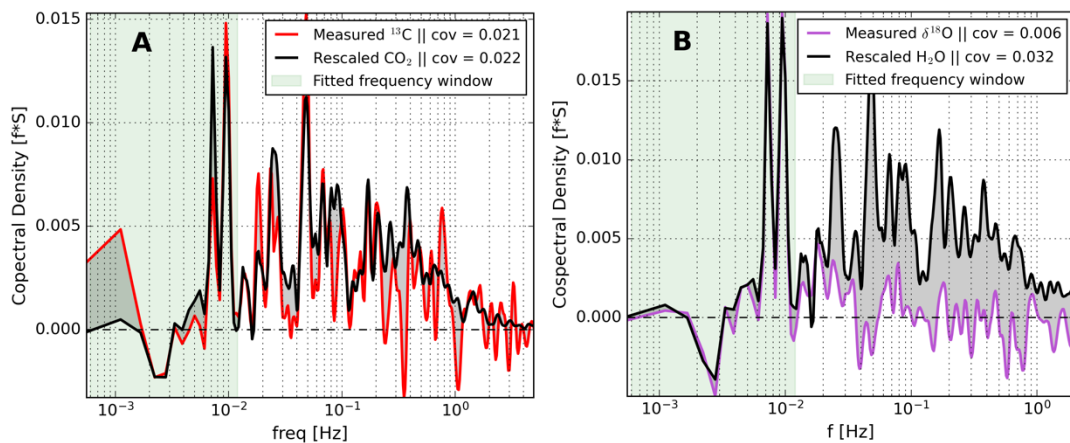 A
Measured ¹³C || cov = 0.021
Rescaled CO₂ || cov = 0.022
Fitted frequency window
Copectral Density [f*S]
0.015
0.010
0.005
0.000
10⁻³ 10⁻² 10⁻¹ 10⁰
freq [Hz]
B
Measured δ¹⁸O || cov = 0.006
Rescaled H₂O || cov = 0.032
Fitted frequency window
Cospectral Density [f*S]
0.015
0.010
0.005
0.000
10⁻³ 10⁻² 10⁻¹ 10⁰
f [Hz]